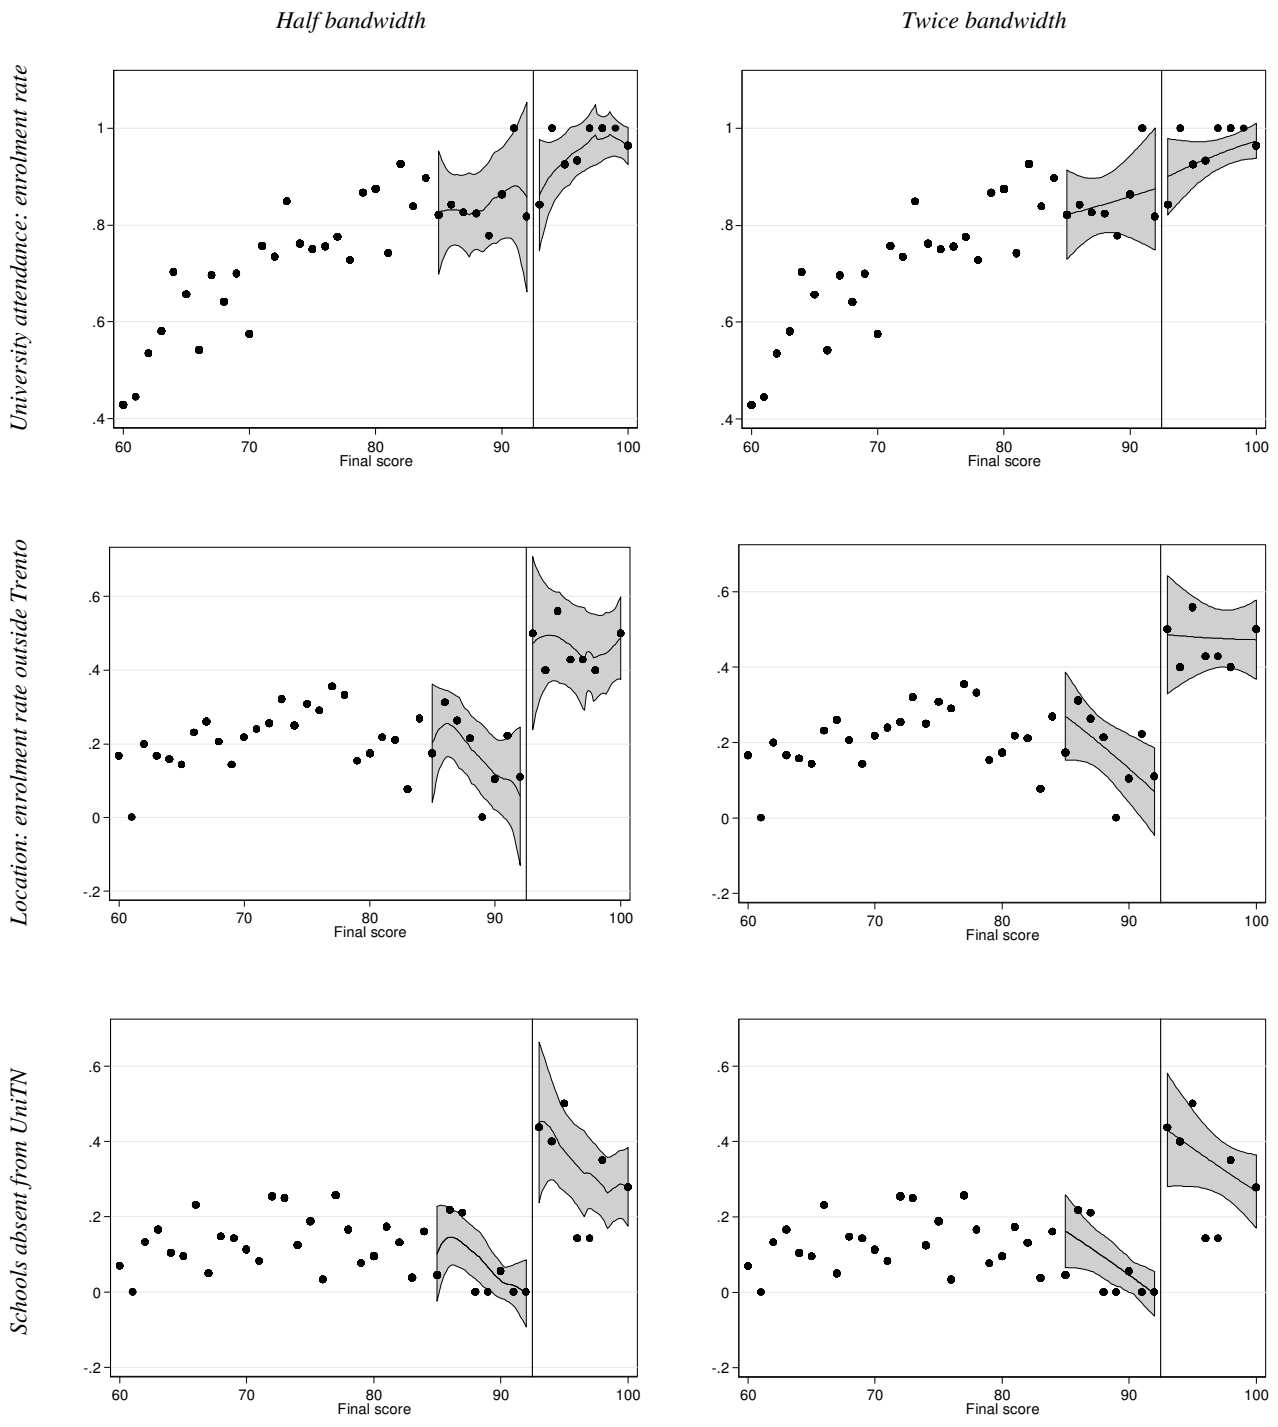 Half bandwidth
Twice bandwidth
University attendance: enrolment rate
1
.8
.6
.4
60 70 80 90 100
Final score
1
.8
.6
.4
60 70 80 90 100
Final score
Location: enrolment rate outside Trento
.6
.4
.2
0
-.2
60 70 80 90 100
Final score
.6
.4
.2
0
-.2
60 70 80 90 100
Final score
Schools absent from UniTN
.6
.4
.2
0
-.2
60 70 80 90 100
Final score
.6
.4
.2
0
-.2
60 70 80 90 100
Final score